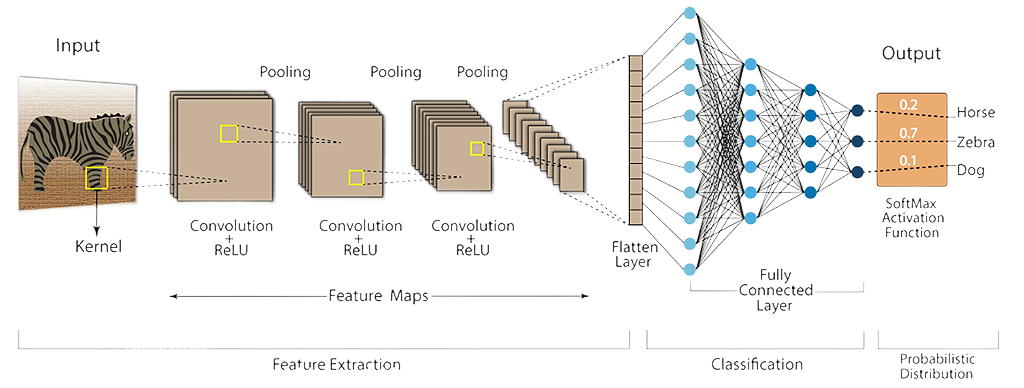 Input
Kernel
Pooling
Pooling
Pooling
Convolution
+
ReLU
Convolution
+
ReLU
Convolution
+
ReLU
Feature Maps
Flatten
Layer
Fully
Connected
Layer
Output
0.2
Horse
0.7
Zebra
0.1
Dog
SoftMax
Activation
Function
Feature Extraction
Classification
Probabilistic
Distribution